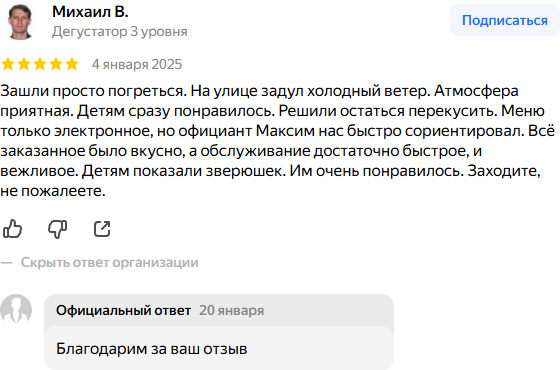 Михаил В.
Дегустатор 3 уровня
Подписаться
4 января 2025
Зашли просто погреться. На улице задул холодный ветер. Атмосфера
приятная. Детям сразу понравилось. Решили остаться перекусить. Меню
только электронное, но официант Максим нас быстро сориентировал. Всё
заказанное было вкусно, а обслуживание достаточно быстрое, и
вежливое. Детям показали зверюшек. Им очень понравилось. Заходите,
не пожалеете.
— Скрыть ответ организации
Официальный ответ 20 января
Благодарим за ваш отзыв